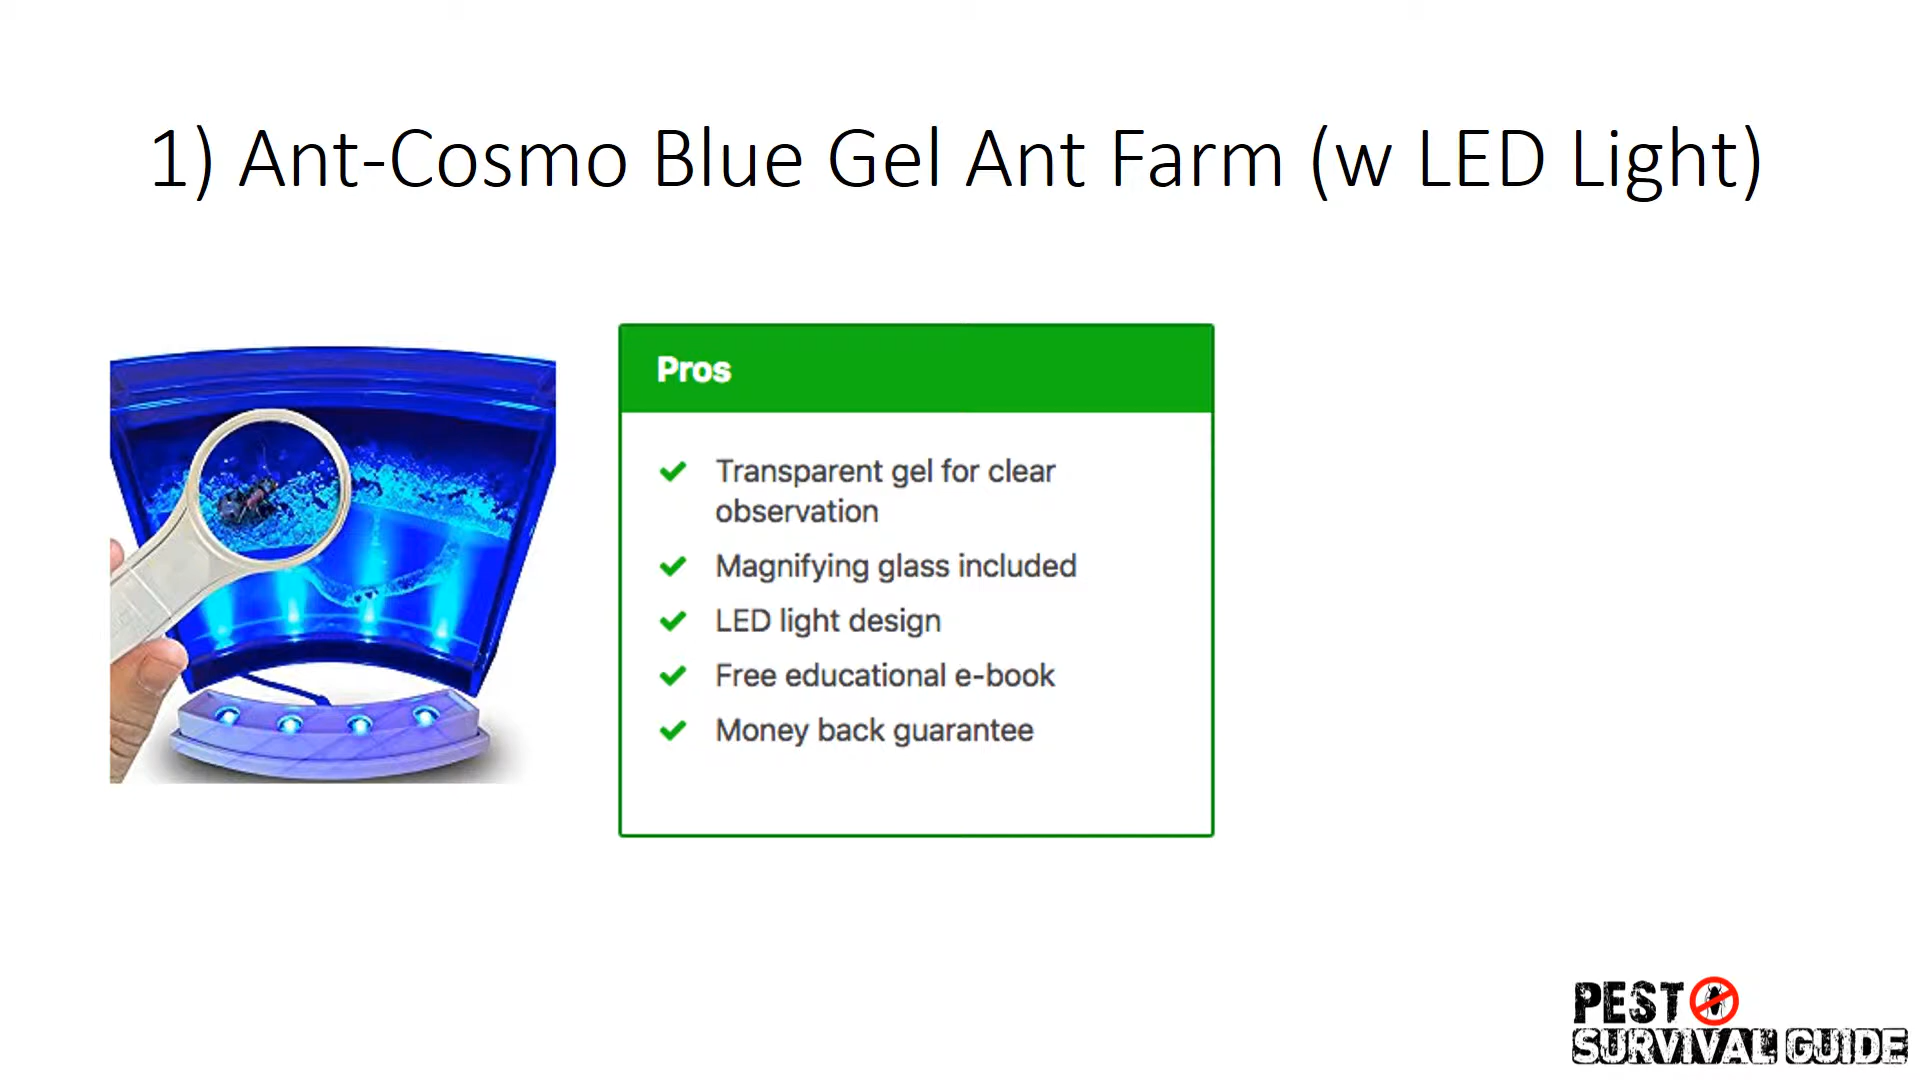 1) Ant-Cosmo Blue Gel Ant Farm (w LED Light)
Pros
Transparent gel for clear
observation
Magnifying glass included
LED light design
Free educational e-book
Money back guarantee
PEST
SURVIVAL GUIDE